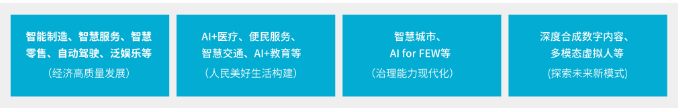 智能制造、智慧服务、智慧
零售、自动驾驶、泛娱乐等
（经济高质量发展）
AI+医疗、便民服务、
智慧交通、AI+教育等
（人民美好生活构建）
智慧城市、
AI for FEW等
（治理能力现代化）
深度合成数字内容、
多模态虚拟人等
(探索未来新模式)